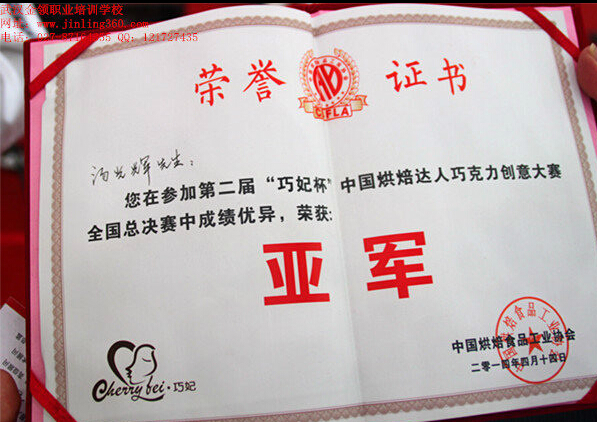 武汉金领职业培训学校
网址：www.jinling360.com
荣誉
证书
CFLA
汤光辉先生：
您在参加第二届“巧妃杯”中国烘焙达人巧克力创意大赛
全国总决赛中成绩优异，荣获：
亚军
Cherry bei · 巧妃
中国烘焙食品工业协会
二零一四年四月十四日